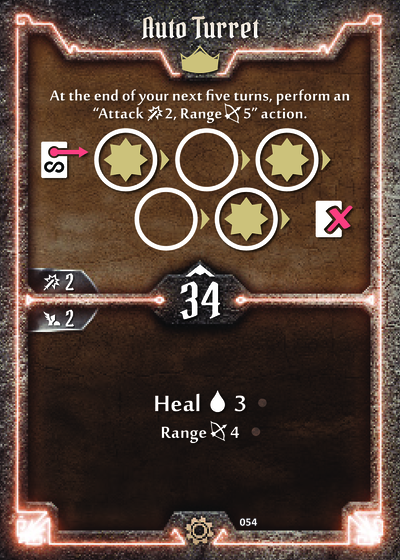 Auto Turret
At the end of your next five turns, perform an
“Attack 2, Range 5” action.
S
2
34
2
Heal 3
Range 4
054